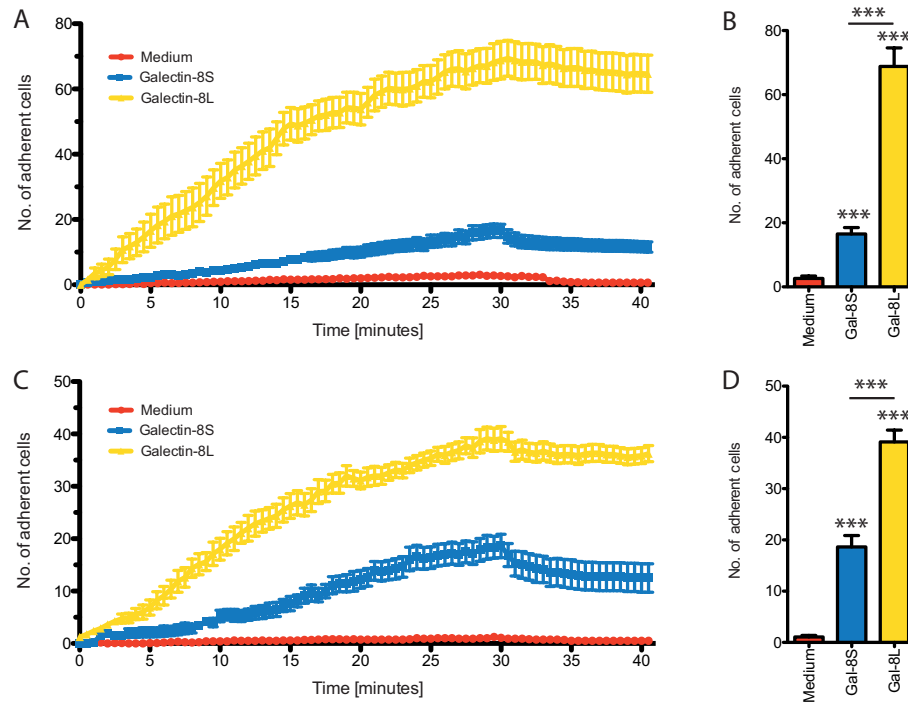 A
No. of adherent cells
80
60
40
20
0
Medium
Galectin-8S
Galectin-8L
0 5 10 15 20 25 30 35 40
Time [minutes]
B
No. of adherent cells
80
60
40
20
0
***
***
***
Medium
Gal-8S
Gal-8L
C
No. of adherent cells
50
40
30
20
10
0
Medium
Galectin-8S
Galectin-8L
0 5 10 15 20 25 30 35 40
Time [minutes]
D
No. of adherent cells
50
40
30
20
10
0
***
***
***
Medium
Gal-8S
Gal-8L